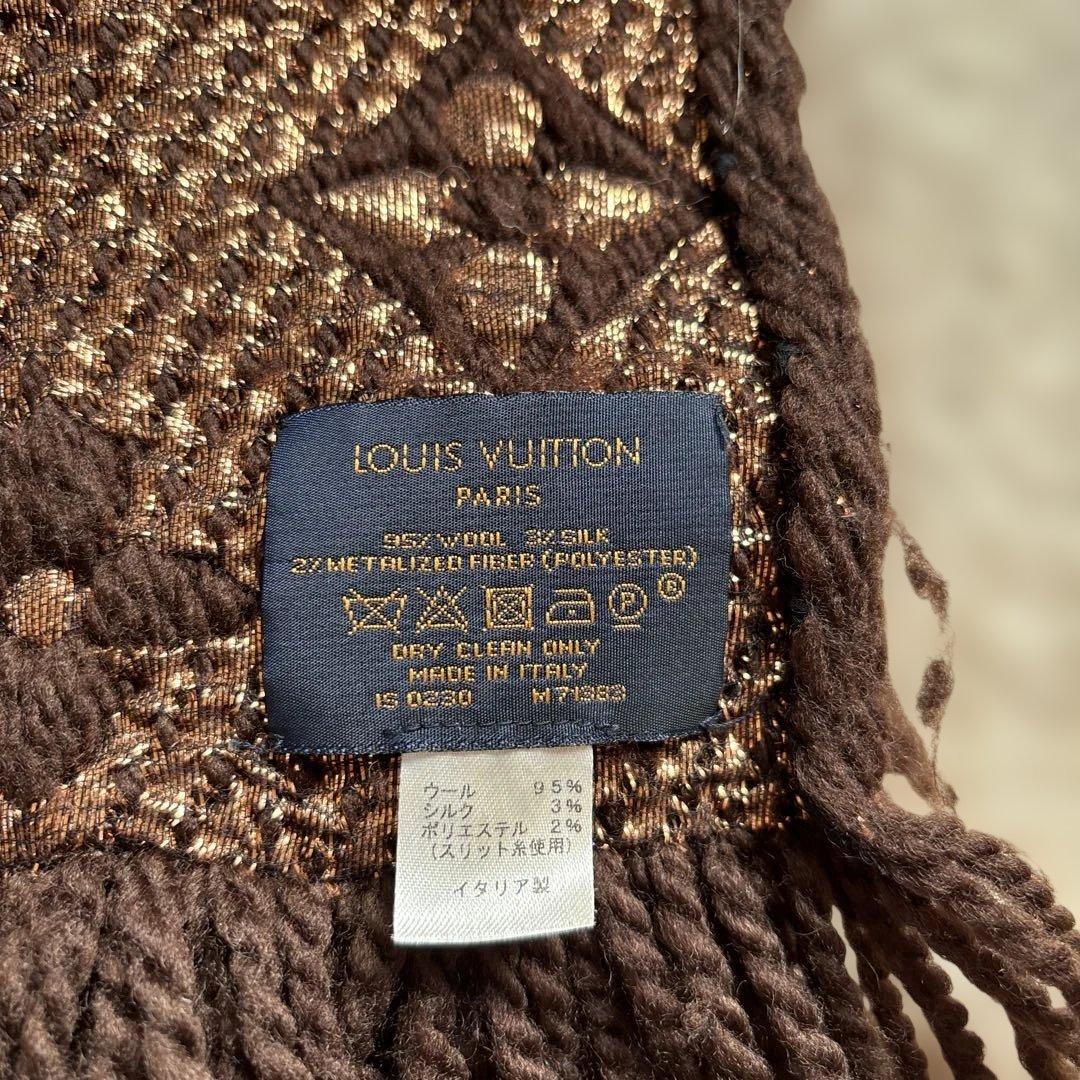 LOUIS VUITTON
PARIS
95% WOOL 3% SILK
2% METALIZED FIBER (POLYESTER)
P R
DRY CLEAN ONLY
MADE IN ITALY
IS 0230 M71383
ウール 95%
シルク 3%
ポリエステル 2%
(スリット糸使用)
イタリア製